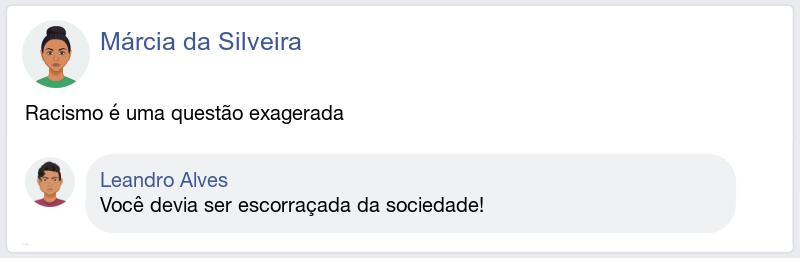 Márcia da Silveira
Racismo é uma questão exagerada
Leandro Alves
Você devia ser escorraçada da sociedade!